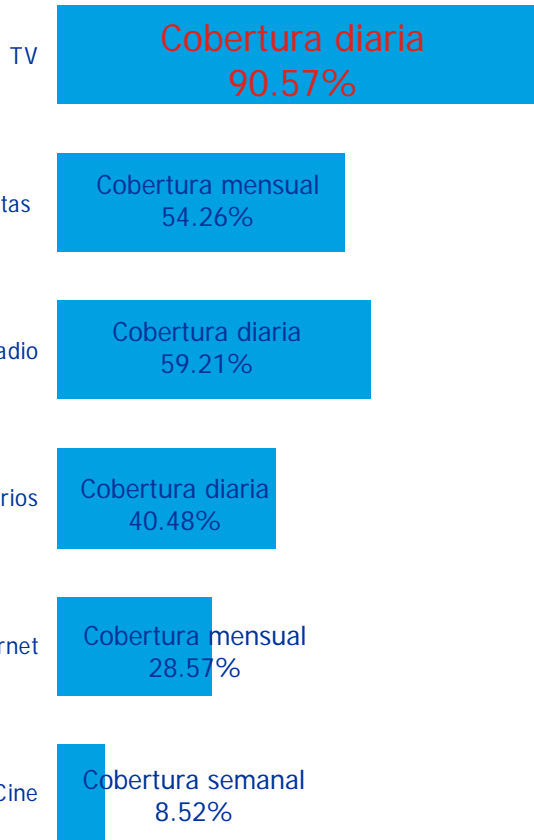 TV
Cobertura diaria
90.57%
tas
Cobertura mensual
54.26%
adio
Cobertura diaria
59.21%
rios
Cobertura diaria
40.48%
rnet
Cobertura mensual
28.57%
Cine
Cobertura semanal
8.52%